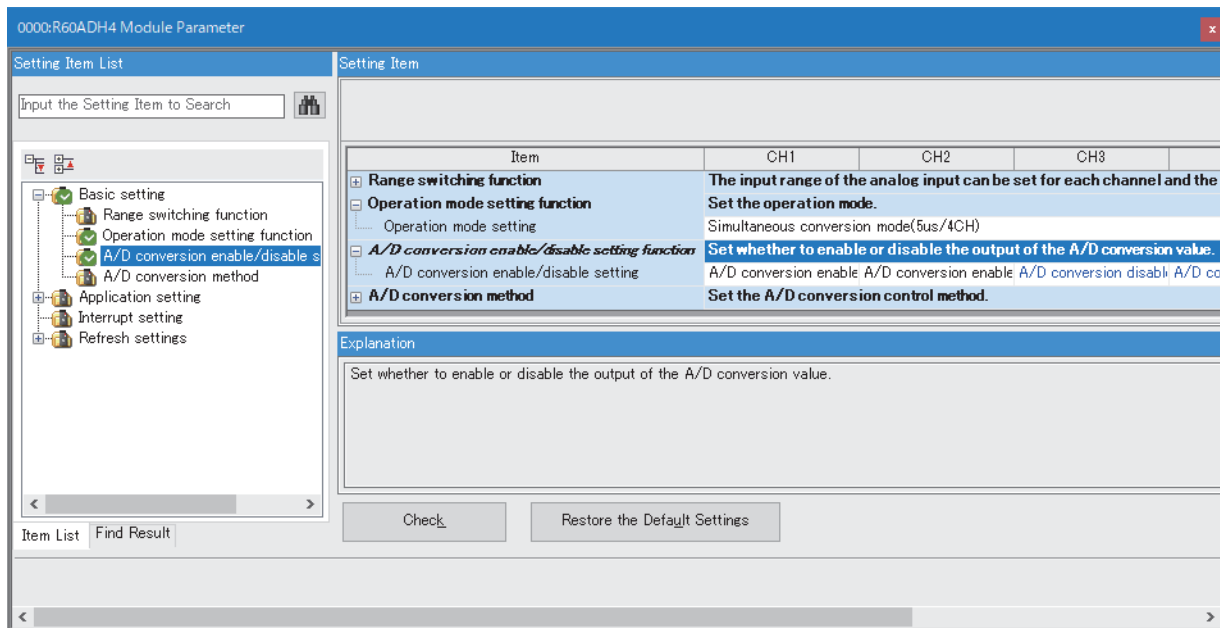 0000:R60ADH4 Module Parameter
x
Setting Item List
Input the Setting Item to Search
Basic setting
Range switching function
Operation mode setting function
A/D conversion enable/disable s
A/D conversion method
Application setting
Interrupt setting
Refresh settings
Item List Find Result
Setting Item
Item CH1 CH2 CH3
Range switching function The input range of the analog input can be set for each channel and the
Operation mode setting function Set the operation mode.
Operation mode setting Simultaneous conversion mode(5us/4CH)
A/D conversion enable/disable setting function Set whether to enable or disable the output of the A/D conversion value.
A/D conversion enable/disable setting A/D conversion enable A/D conversion enable A/D conversion disabl A/D co
A/D conversion method Set the A/D conversion control method.
Explanation
Set whether to enable or disable the output of the A/D conversion value.
Check Restore the Default Settings